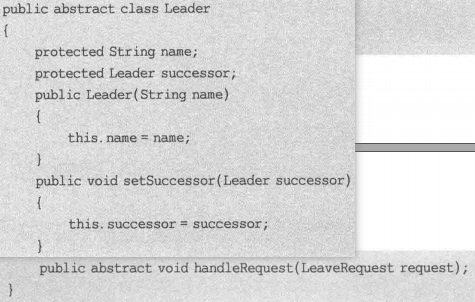 public abstract class Leader
{
protected String name;
protected Leader successor;
public Leader(String name)
{
this.name = name;
}
public void setSuccessor(Leader successor)
{
this.successor = successor;
}
public abstract void handleRequest(LeaveRequest request);
}